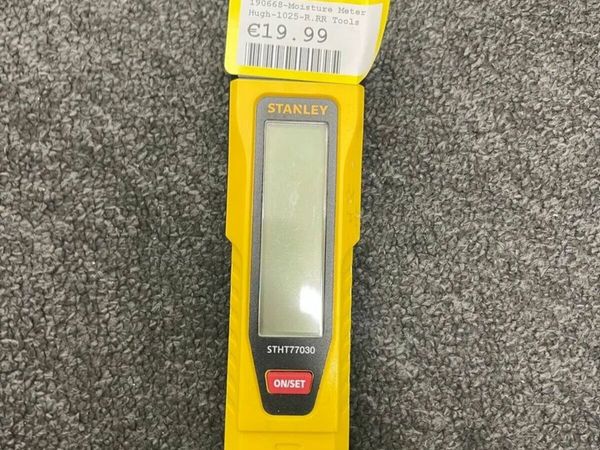 190668-Moisture Meter
Hugh-1025-R.RR Tools
€19.99
STANLEY
STHT77030
ON/SET